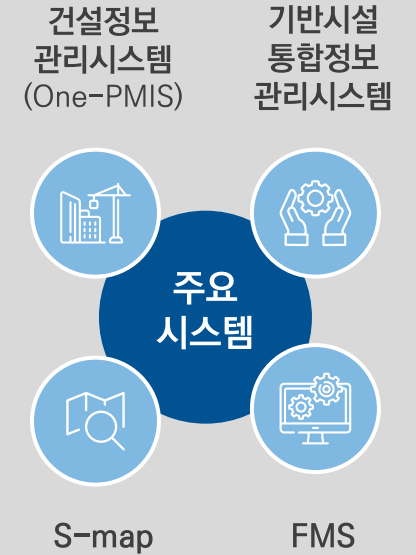 건설정보
관리시스템
(One-PMIS)
기반시설
통합정보
관리시스템
주요
시스템
S-map
FMS